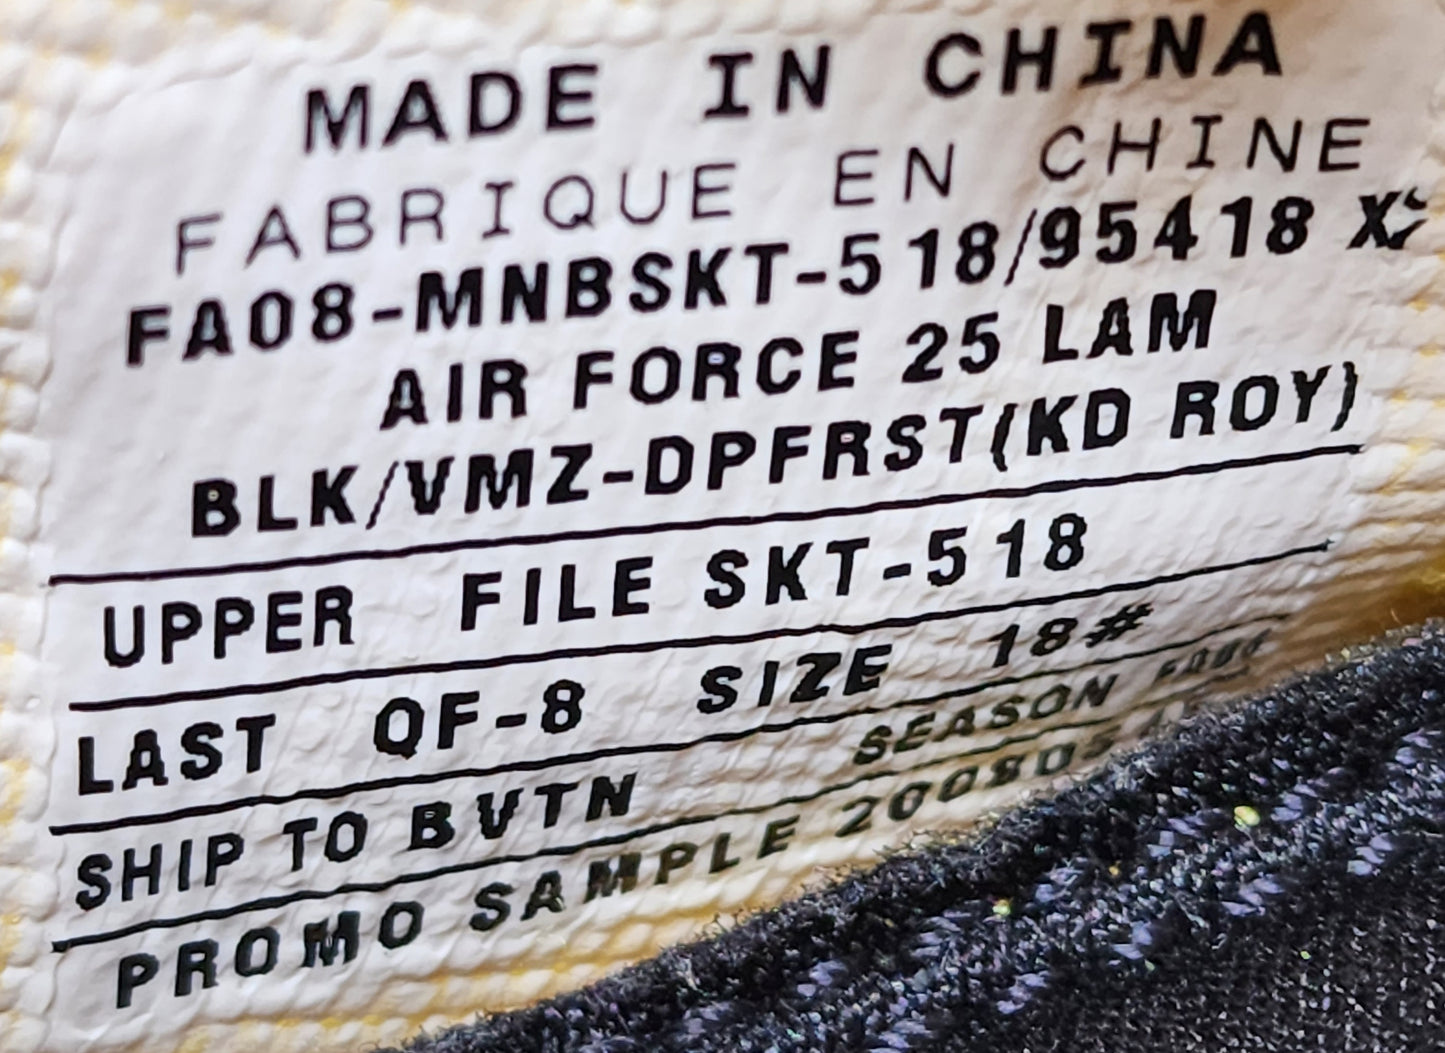 MADE IN CHINA
FABRIQUE EN CHINE
FA08-MNBSKT-518/95418
AIR FORCE 25 LAM
BLK/VMZ-DPFRST(KD ROY)
UPPER FILE SKT-518
LAST QF-8 SIZE 18#
SHIP TO BVTN SEASON
PROMO SAMPLE